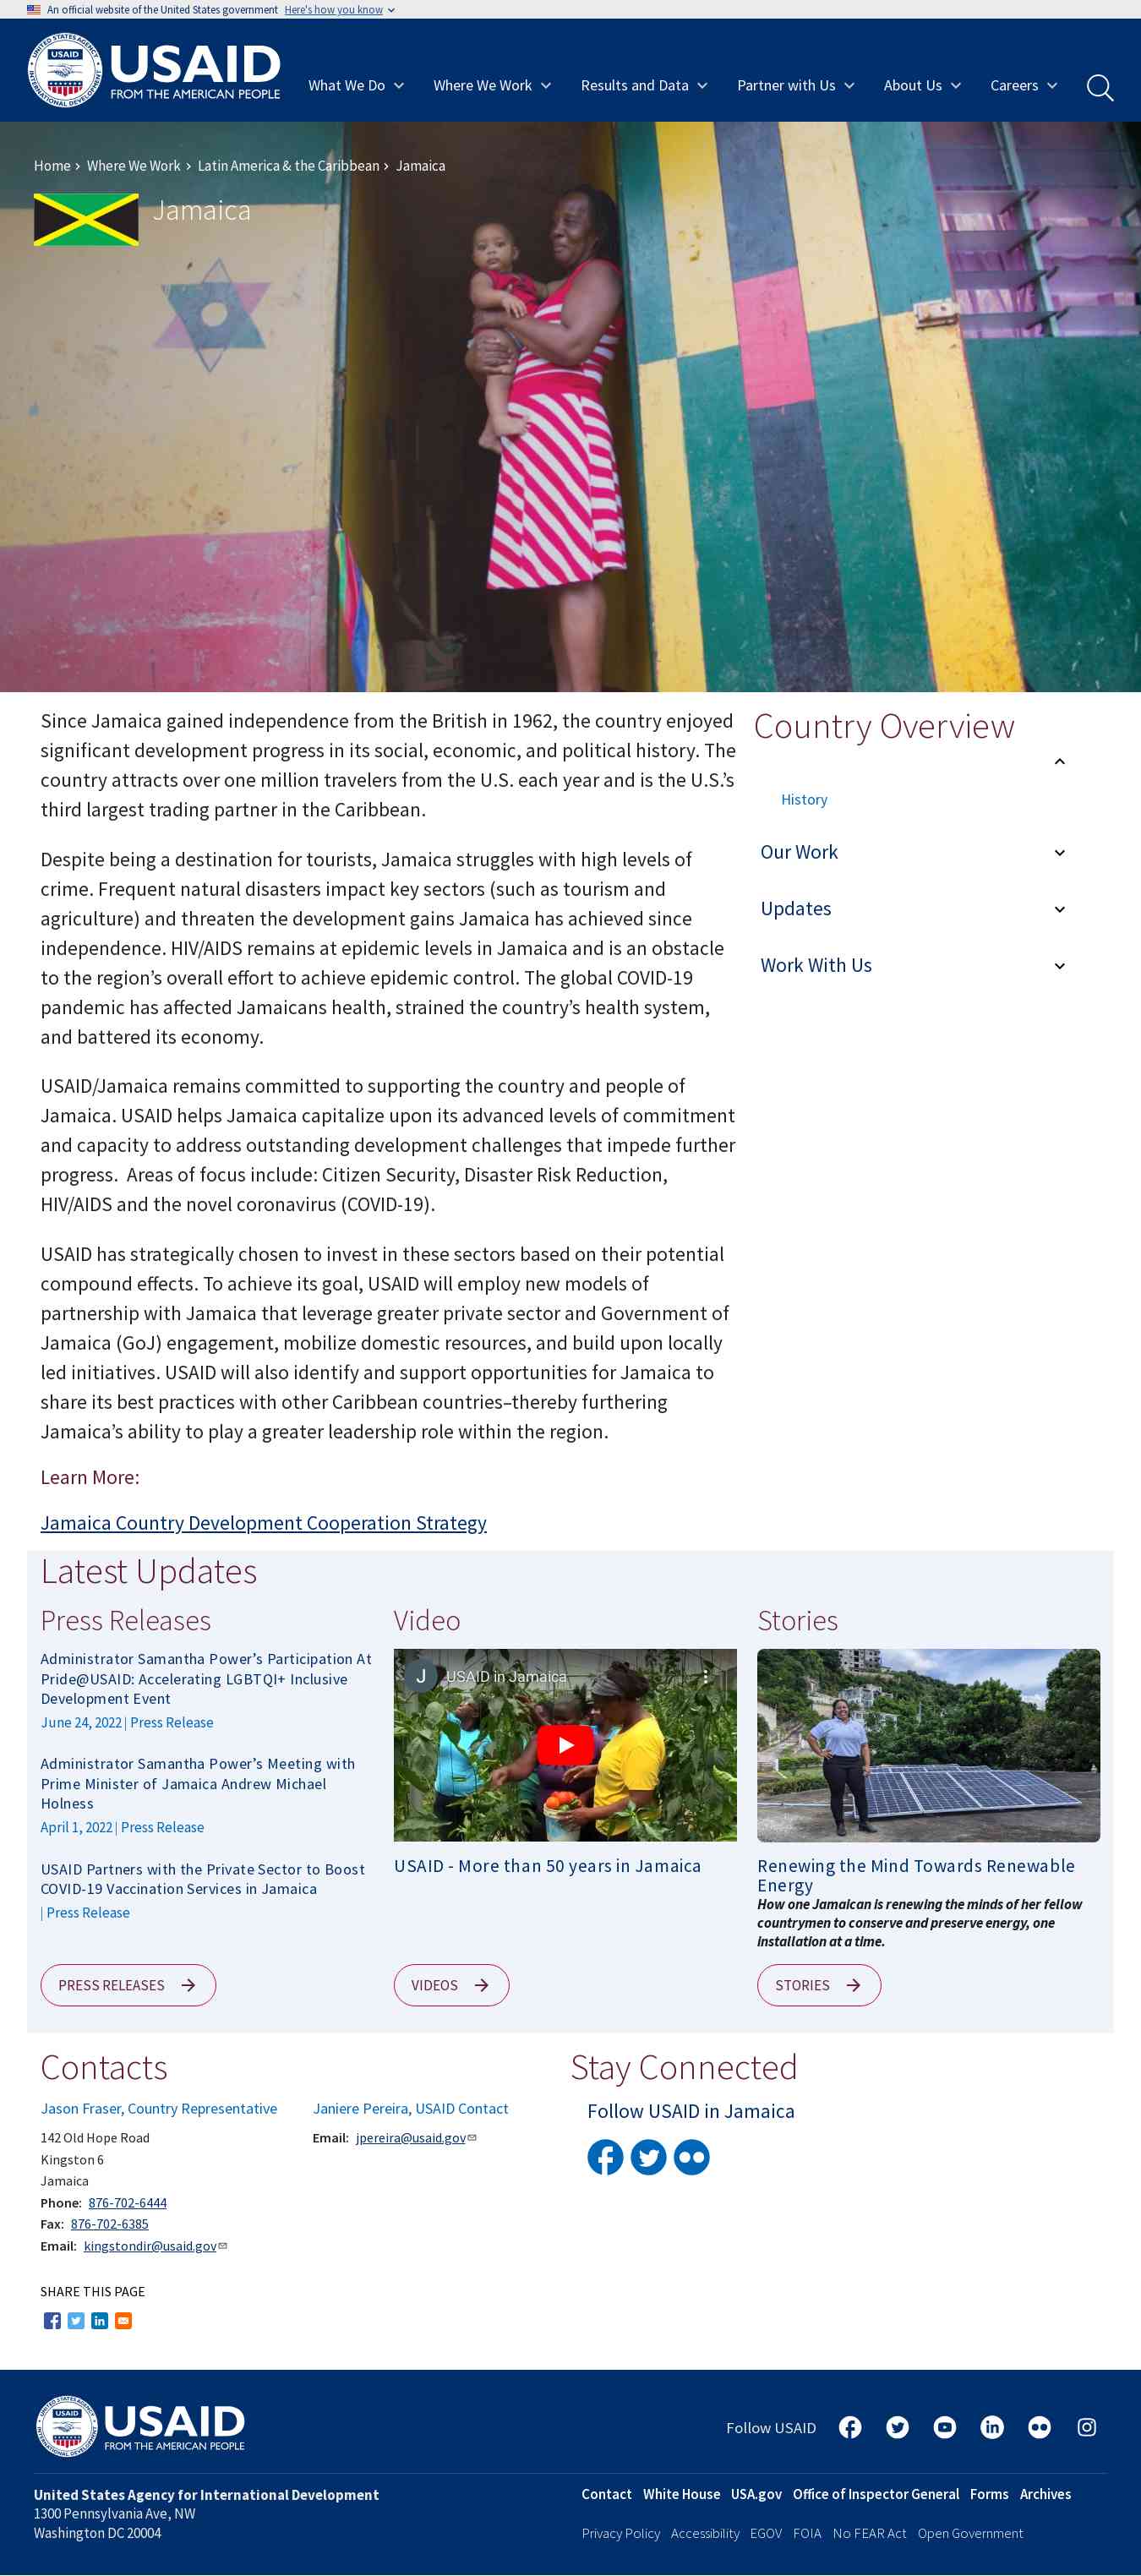 An official website of the United States government Here's how you know
USAID
FROM THE AMERICAN PEOPLE
What We Do
Where We Work
Results and Data
Partner with Us
About Us
Careers
Home › Where We Work › Latin America & the Caribbean › Jamaica
Jamaica
Since Jamaica gained independence from the British in 1962, the country enjoyed
significant development progress in its social, economic, and political history. The
country attracts over one million travelers from the U.S. each year and is the U.S.’s
third largest trading partner in the Caribbean.
Despite being a destination for tourists, Jamaica struggles with high levels of
crime. Frequent natural disasters impact key sectors (such as tourism and
agriculture) and threaten the development gains Jamaica has achieved since
independence. HIV/AIDS remains at epidemic levels in Jamaica and is an obstacle
to the region’s overall effort to achieve epidemic control. The global COVID-19
pandemic has affected Jamaicans health, strained the country’s health system,
and battered its economy.
USAID/Jamaica remains committed to supporting the country and people of
Jamaica. USAID helps Jamaica capitalize upon its advanced levels of commitment
and capacity to address outstanding development challenges that impede further
progress. Areas of focus include: Citizen Security, Disaster Risk Reduction,
HIV/AIDS and the novel coronavirus (COVID-19).
USAID has strategically chosen to invest in these sectors based on their potential
compound effects. To achieve its goal, USAID will employ new models of
partnership with Jamaica that leverage greater private sector and Government of
Jamaica (GoJ) engagement, mobilize domestic resources, and build upon locally
led initiatives. USAID will also identify and support opportunities for Jamaica to
share its best practices with other Caribbean countries–thereby furthering
Jamaica’s ability to play a greater leadership role within the region.
Learn More:
Jamaica Country Development Cooperation Strategy
Country Overview
History
Our Work
Updates
Work With Us
Latest Updates
Press Releases
Administrator Samantha Power’s Participation At
Pride@USAID: Accelerating LGBTQI+ Inclusive
Development Event
June 24, 2022 | Press Release
Administrator Samantha Power’s Meeting with
Prime Minister of Jamaica Andrew Michael
Holness
April 1, 2022 | Press Release
USAID Partners with the Private Sector to Boost
COVID-19 Vaccination Services in Jamaica
| Press Release
PRESS RELEASES
Video
J
USAID in Jamaica
USAID - More than 50 years in Jamaica
VIDEOS
Stories
Renewing the Mind Towards Renewable
Energy
How one Jamaican is renewing the minds of her fellow
countrymen to conserve and preserve energy, one
installation at a time.
STORIES
Contacts
Jason Fraser, Country Representative
142 Old Hope Road
Kingston 6
Jamaica
Phone: 876-702-6444
Fax: 876-702-6385
Email: kingstondir@usaid.gov
Janiere Pereira, USAID Contact
Email: jpereira@usaid.gov
Stay Connected
Follow USAID in Jamaica
SHARE THIS PAGE
USAID
FROM THE AMERICAN PEOPLE
Follow USAID
United States Agency for International Development
1300 Pennsylvania Ave, NW
Washington DC 20004
Contact White House USA.gov Office of Inspector General Forms Archives
Privacy Policy Accessibility EGOV FOIA No FEAR Act Open Government